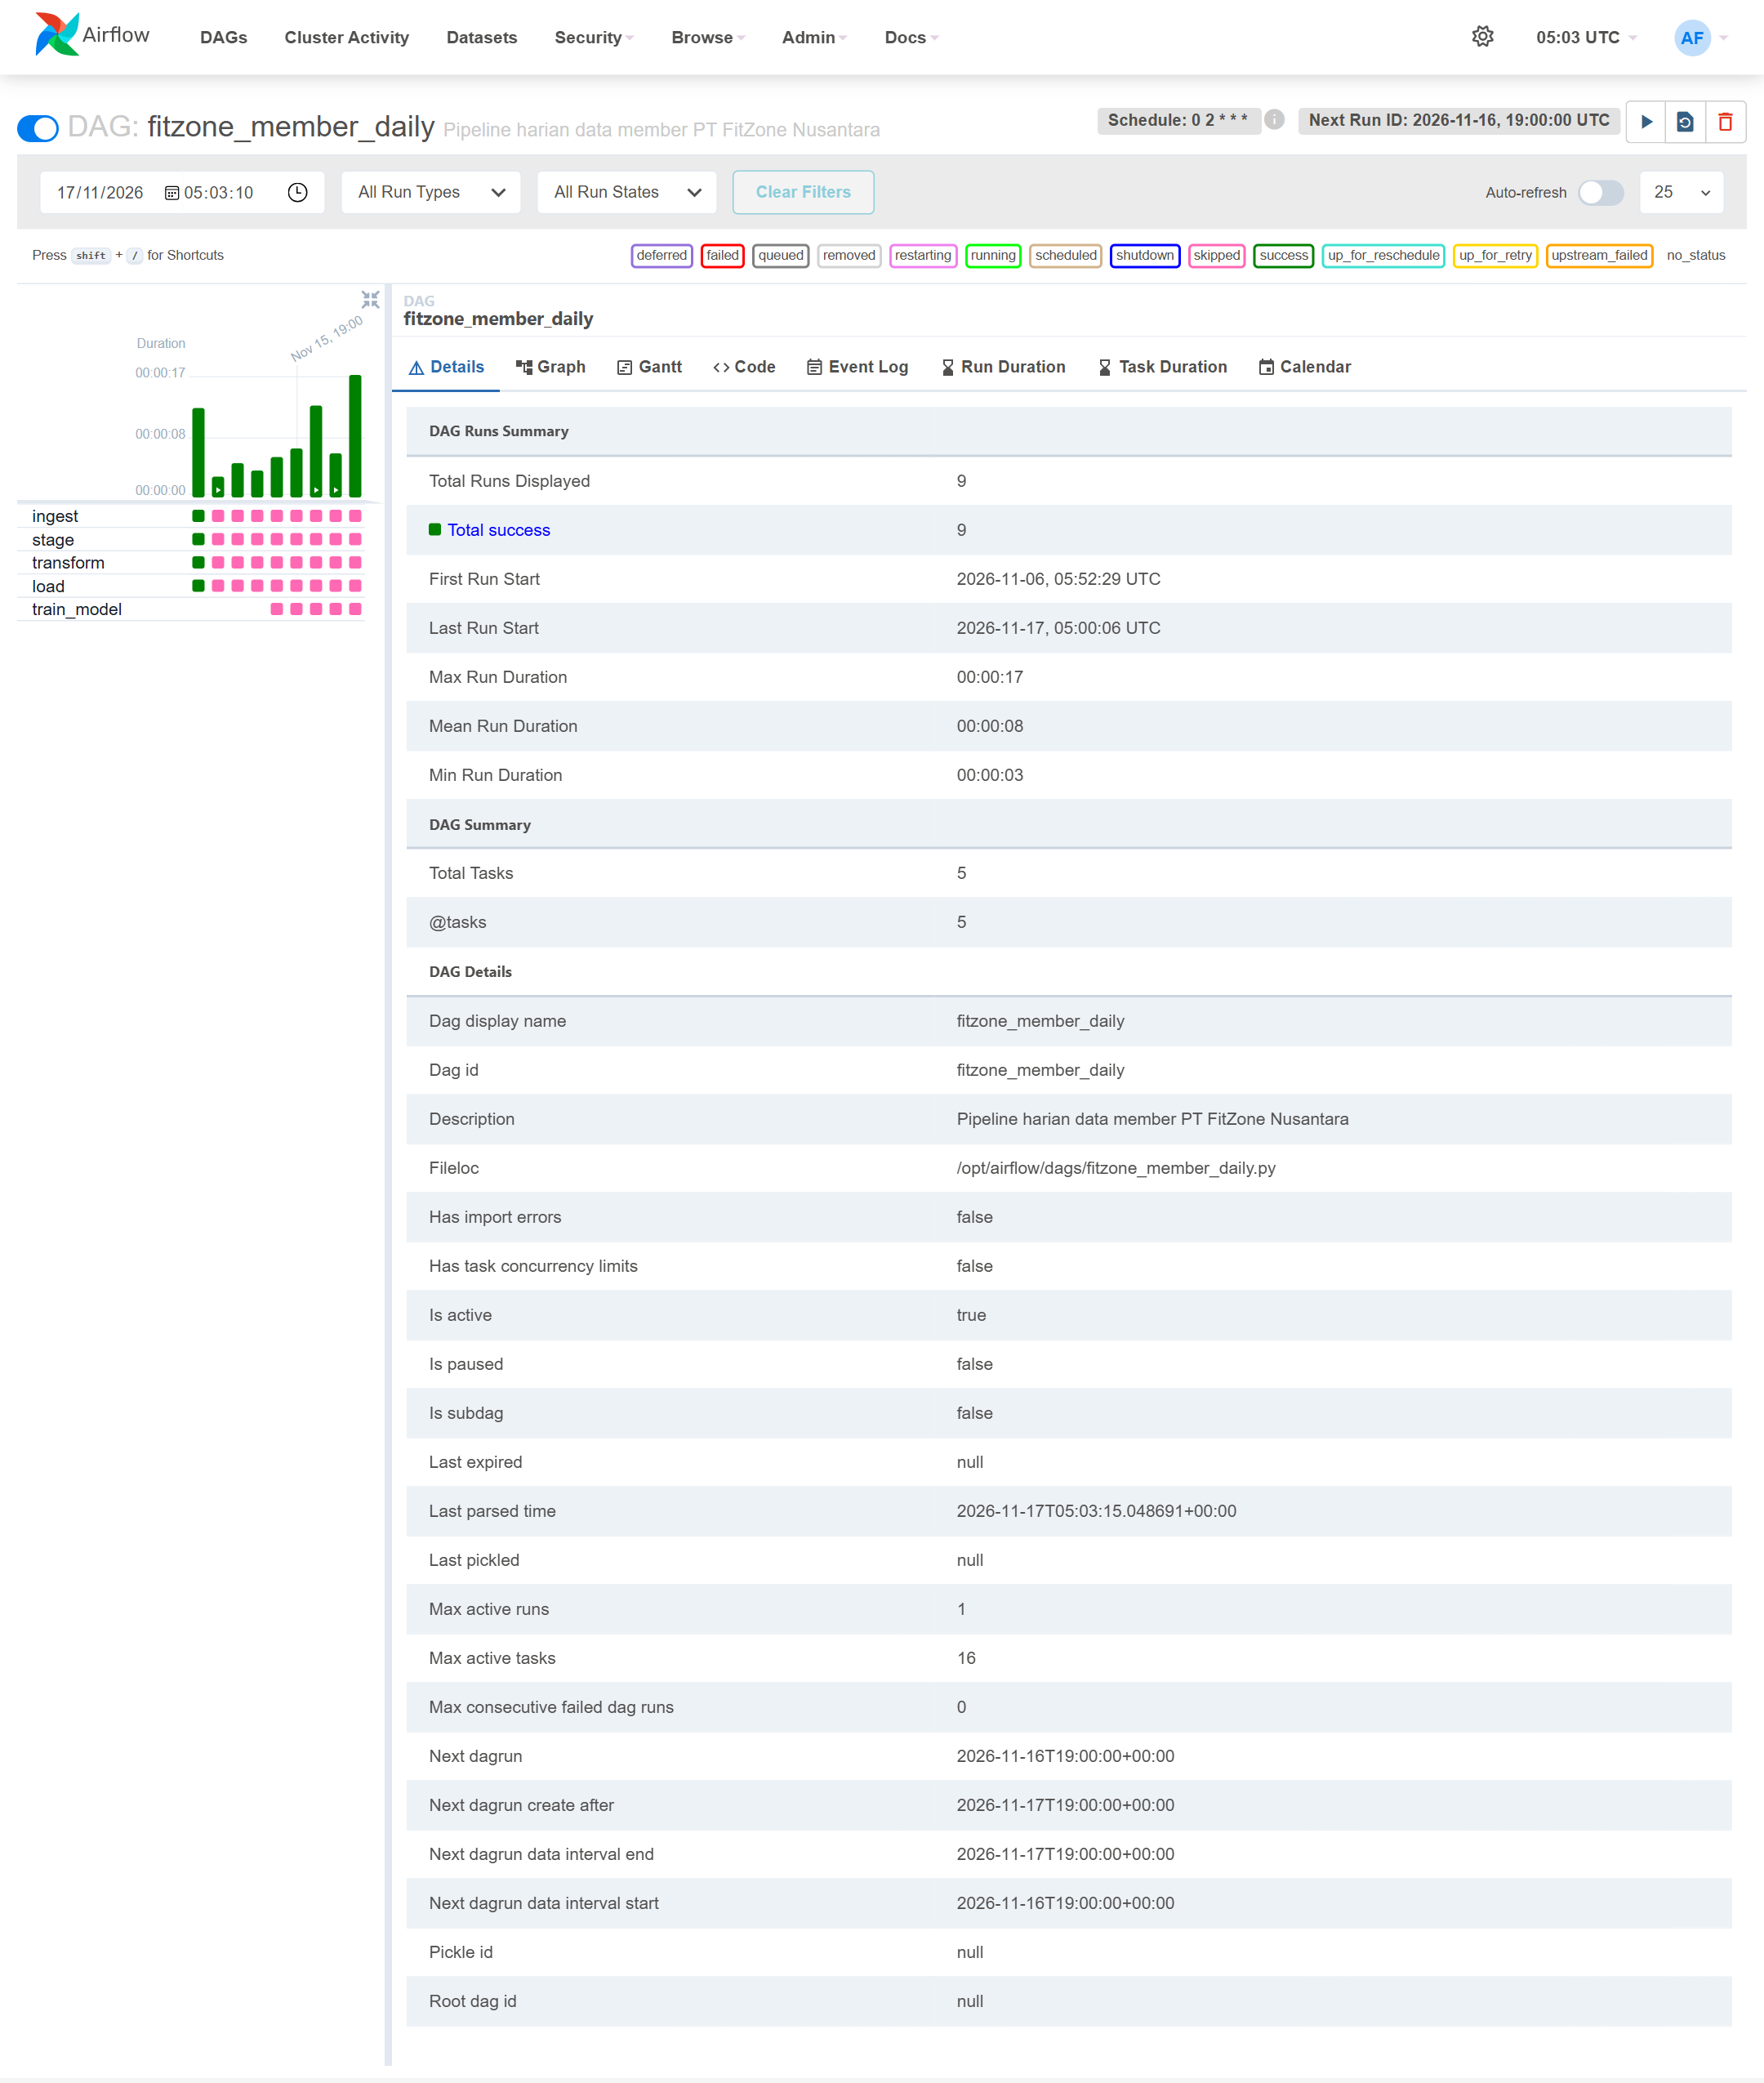 Airflow DAGs Cluster Activity Datasets Security Browse Admin Docs 05:03 UTC AF
DAG: fitzone_member_daily Pipeline harian data member PT FitZone Nusantara Schedule: 0 2 * * * i Next Run ID: 2026-11-16, 19:00:00 UTC
17/11/2026 05:03:10 All Run Types All Run States Clear Filters Auto-refresh 25
Press shift + / for Shortcuts deferred failed queued removed restarting running scheduled shutdown skipped success up_for_reschedule up_for_retry upstream_failed no_status
Nov 15, 19:00
Duration
00:00:17
00:00:08
00:00:00
ingest
stage
transform
load
train_model
DAG
fitzone_member_daily
Details Graph Gantt Code Event Log Run Duration Task Duration Calendar
DAG Runs Summary
Total Runs Displayed 9
Total success 9
First Run Start 2026-11-06, 05:52:29 UTC
Last Run Start 2026-11-17, 05:00:06 UTC
Max Run Duration 00:00:17
Mean Run Duration 00:00:08
Min Run Duration 00:00:03
DAG Summary
Total Tasks 5
@tasks 5
DAG Details
Dag display name fitzone_member_daily
Dag id fitzone_member_daily
Description Pipeline harian data member PT FitZone Nusantara
Fileloc /opt/airflow/dags/fitzone_member_daily.py
Has import errors false
Has task concurrency limits false
Is active true
Is paused false
Is subdag false
Last expired null
Last parsed time 2026-11-17T05:03:15.048691+00:00
Last pickled null
Max active runs 1
Max active tasks 16
Max consecutive failed dag runs 0
Next dagrun 2026-11-16T19:00:00+00:00
Next dagrun create after 2026-11-17T19:00:00+00:00
Next dagrun data interval end 2026-11-17T19:00:00+00:00
Next dagrun data interval start 2026-11-16T19:00:00+00:00
Pickle id null
Root dag id null